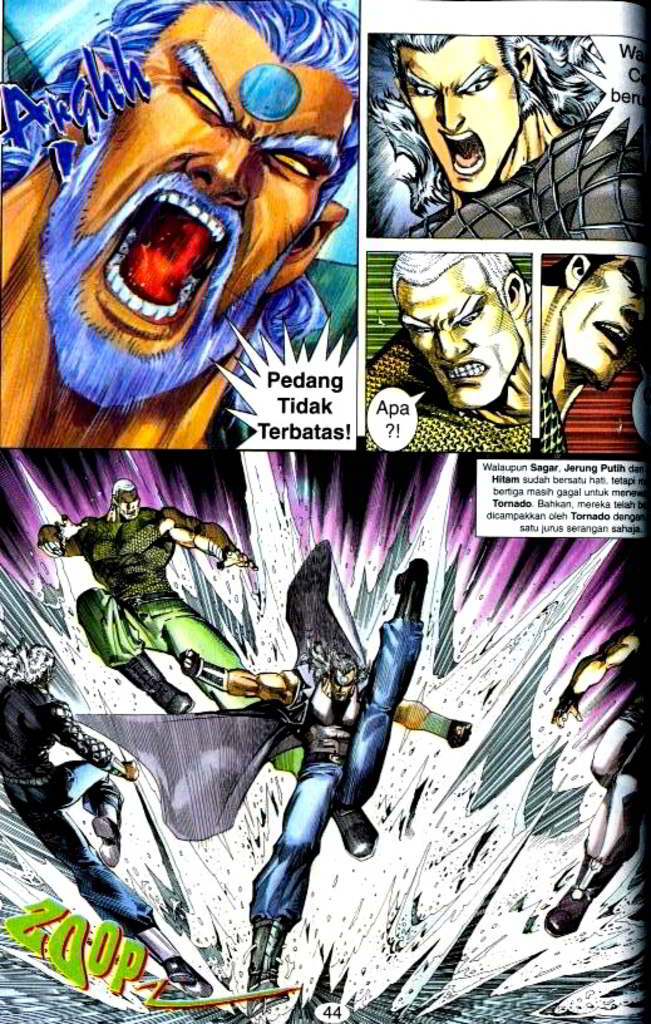 Arghhh
!
Pedang
Tidak
Terbatas!
Apa
?!
Walaupun Sagar, Jerung Putih dan
Hitam sudah bersatu hati, tetapi
bertiga masih gagal untuk
Tornado. Bahkan, mereka telah
dicampakkan oleh Tornado dengan
satu jurus serangan sahaja.
ZOOP
44